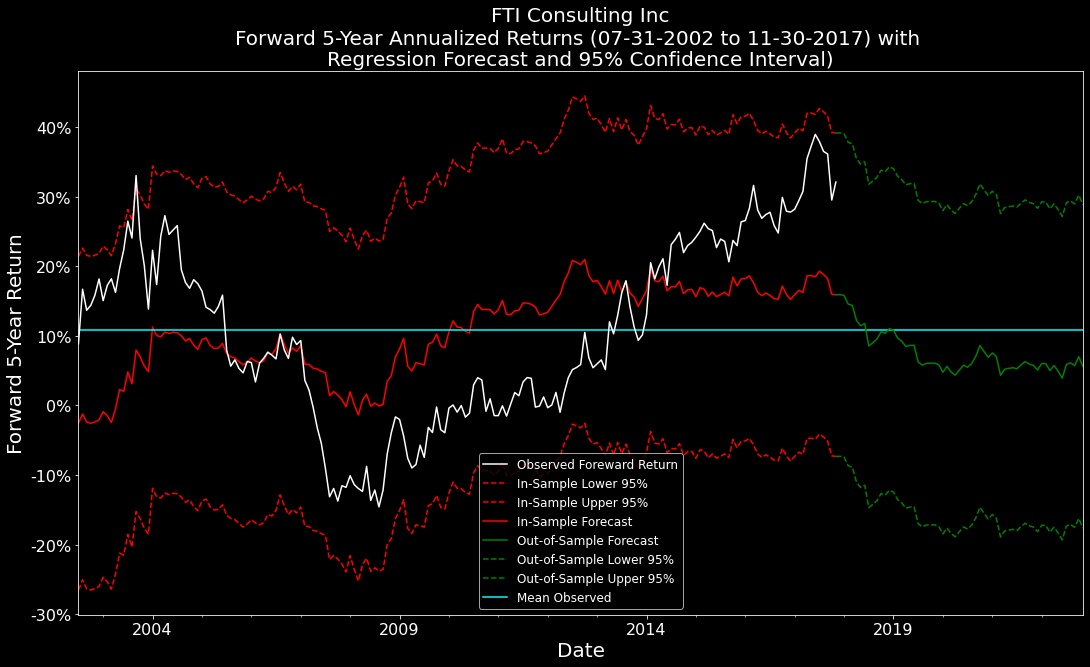 FTI Consulting Inc
Forward 5-Year Annualized Returns (07-31-2002 to 11-30-2017) with
Regression Forecast and 95% Confidence Interval)
Forward 5-Year Return
40%
30%
20%
10%
0%
-10%
-20%
-30%
Observed Foreward Return
In-Sample Lower 95%
In-Sample Upper 95%
In-Sample Forecast
Out-of-Sample Forecast
Out-of-Sample Lower 95%
Out-of-Sample Upper 95%
Mean Observed
2004 2009 2014 2019
Date